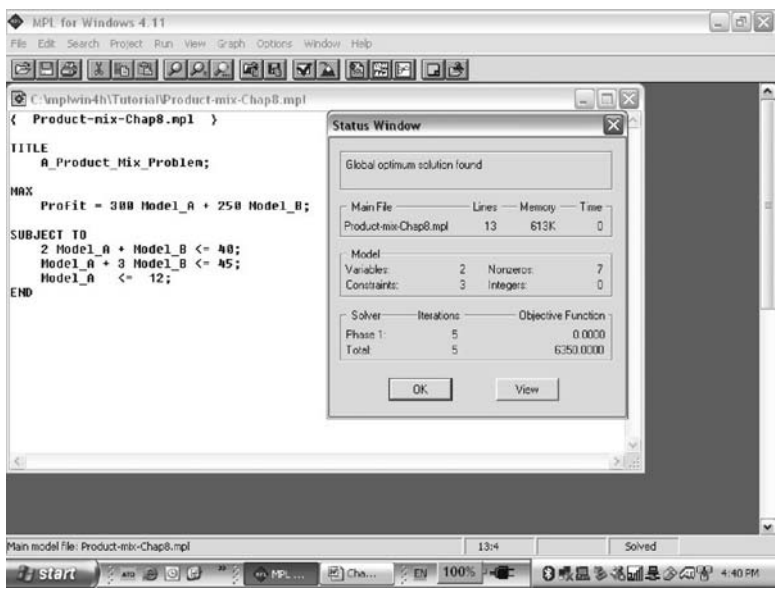 MPL for Windows 4.11
File Edit Search Project Run View Graph Options Window Help
C:\mplwin4h\Tutorial\Product-mix-Chap8.mpl
{ Product-mix-Chap8.mpl }
TITLE
A_Product_Mix_Problem;
MAX
Profit = 300 Model_A + 250 Model_B;
SUBJECT TO
2 Model_A + Model_B <= 40;
Model_A + 3 Model_B <= 45;
Model_A <= 12;
END
Status Window
Global optimum solution found
Main File Lines Memory Time
Product-mix-Chap8.mpl 13 613K 0
Model
Variables: 2 Nonzeros: 7
Constraints: 3 Integers: 0
Solver Iterations Objective Function
Phase 1: 5 0.0000
Total: 5 6350.0000
OK View
Main model file: Product-mix-Chap8.mpl 13:4 Solved
start MPL ... Cha... EN 100% 4:40 PM